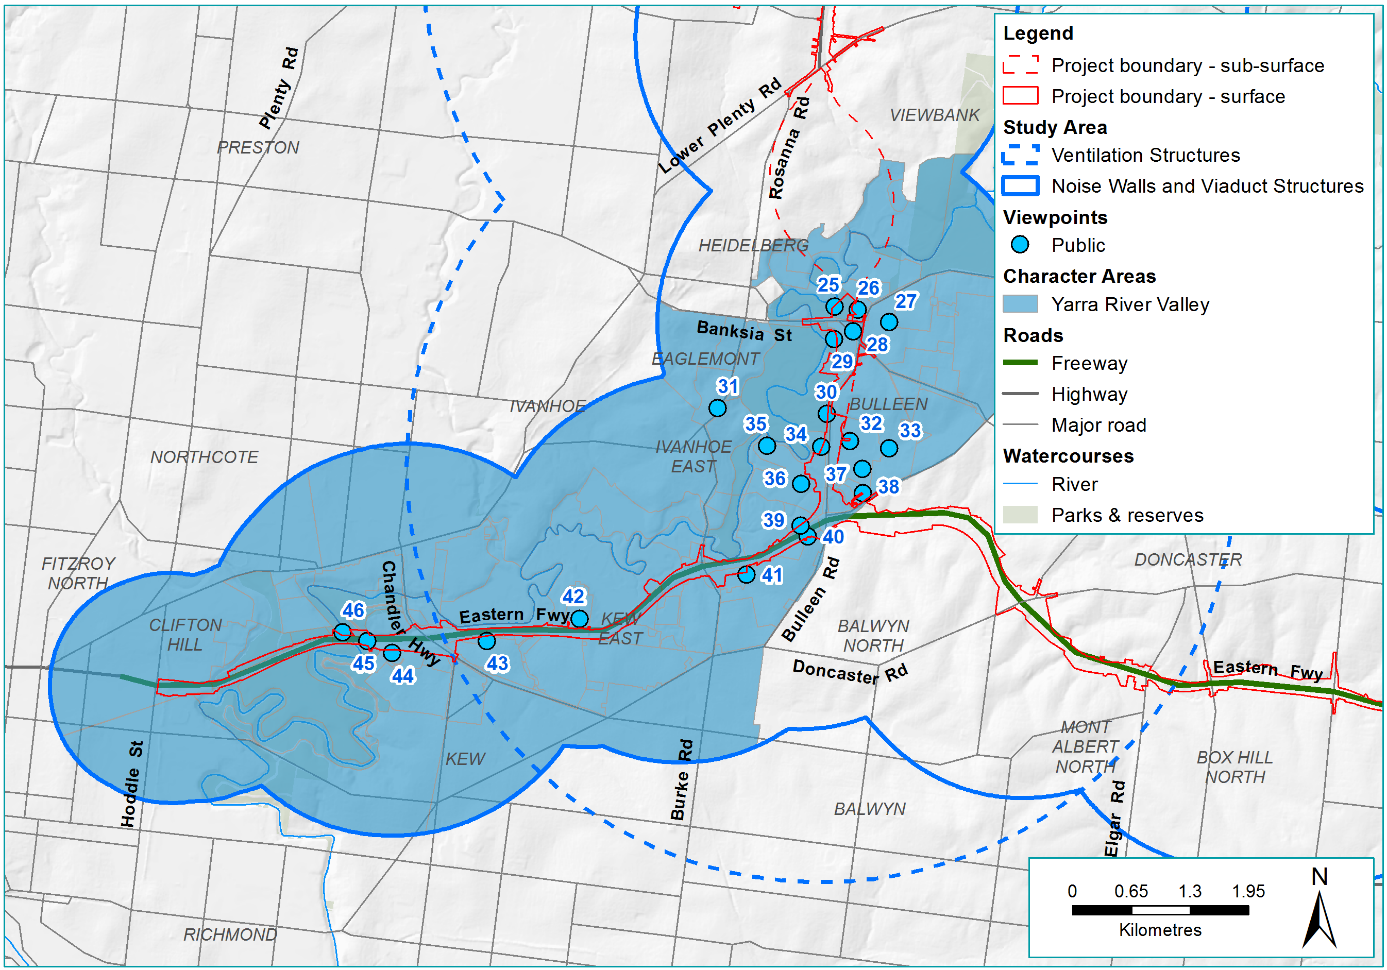 Legend
Project boundary - sub-surface
Project boundary - surface
Study Area
Ventilation Structures
Noise Walls and Viaduct Structures
Viewpoints
Public
Character Areas
Yarra River Valley
Roads
Freeway
Highway
Major road
Watercourses
River
Parks & reserves
Plenty Rd
PRESTON
Lower Plenty Rd
Rosanna Rd
VIEWBANK
HEIDELBERG
25
26
27
Banksia St
28
29
EAGLEMONT
31
30
IVANHOE
BULLEEN
35
34
32
33
IVANHOE
EAST
NORTHCOTE
36
37
38
39
40
FITZROY
NORTH
DONCASTER
41
Chandler Hwy
Bulleen Rd
42
46
Eastern Fwy
KEW
EAST
CLIFTON
HILL
BALWYN
NORTH
45
44
43
Doncaster Rd
Eastern Fwy
MONT
ALBERT
NORTH
BOX HILL
NORTH
KEW
Hoddle St
Burke Rd
BALWYN
Elgar Rd
RICHMOND
N
0 0.65 1.3 1.95
Kilometres